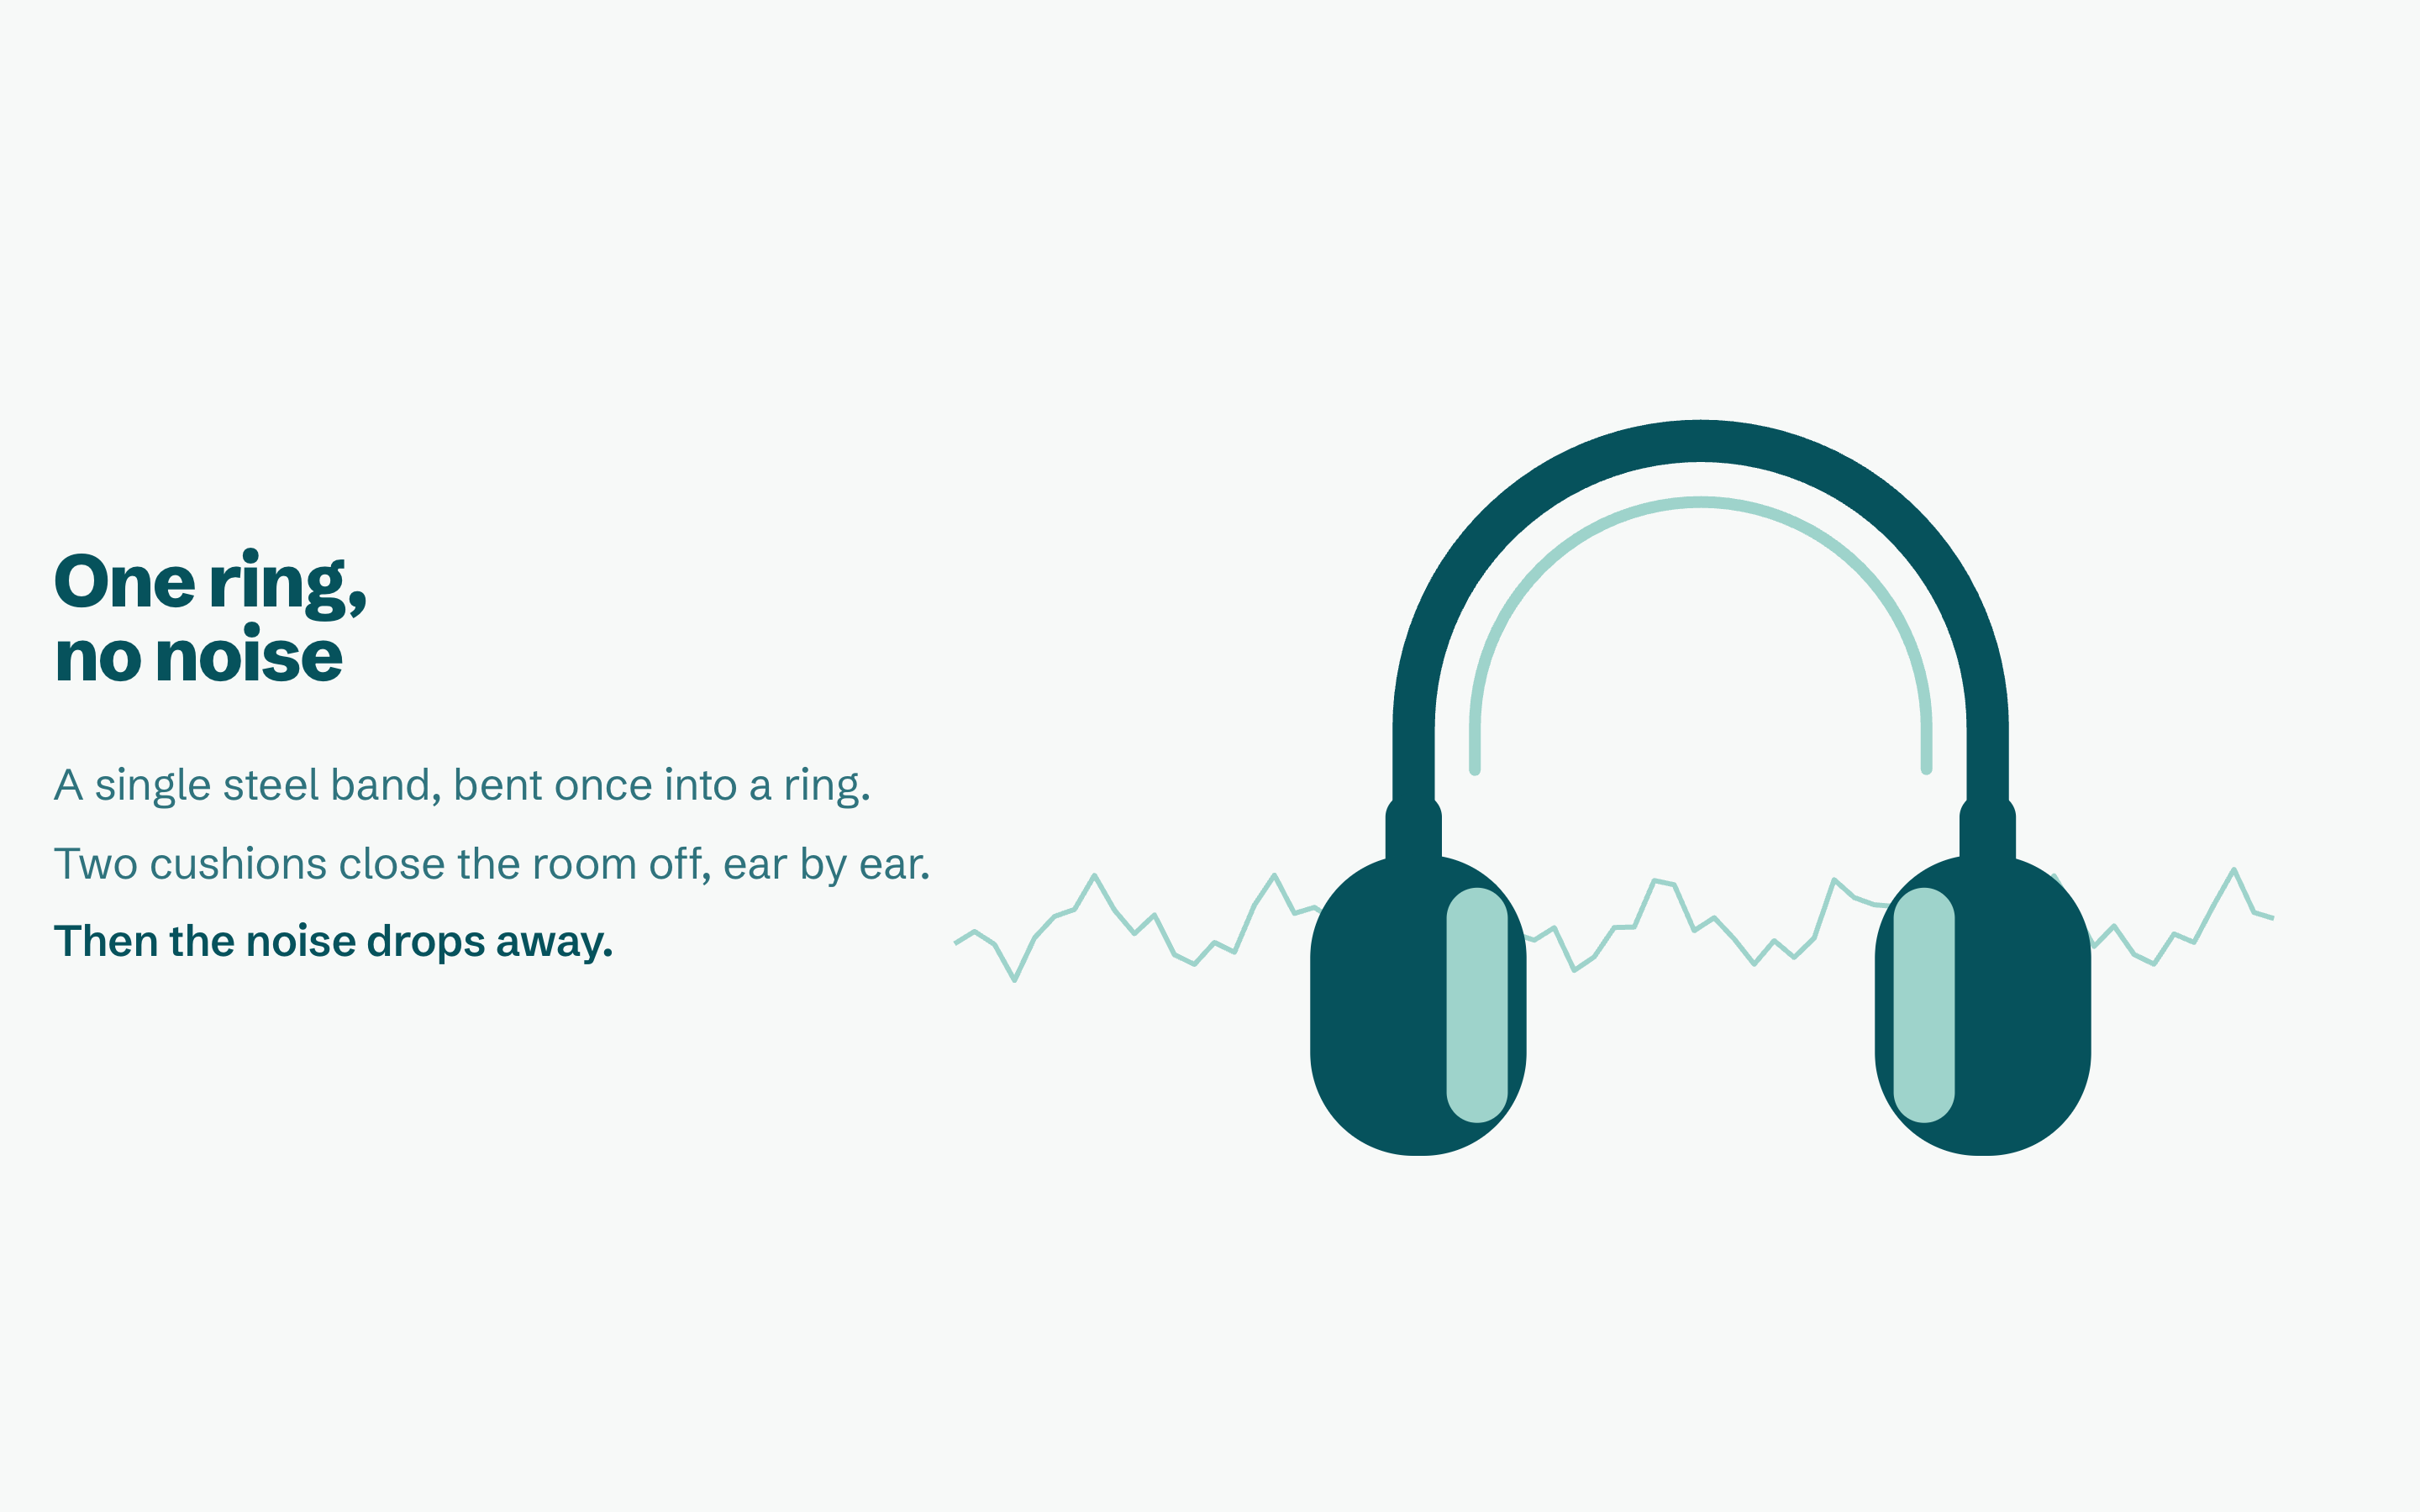 One ring,
no noise
A single steel band, bent once into a ring.
Two cushions close the room off, ear by ear.
Then the noise drops away.